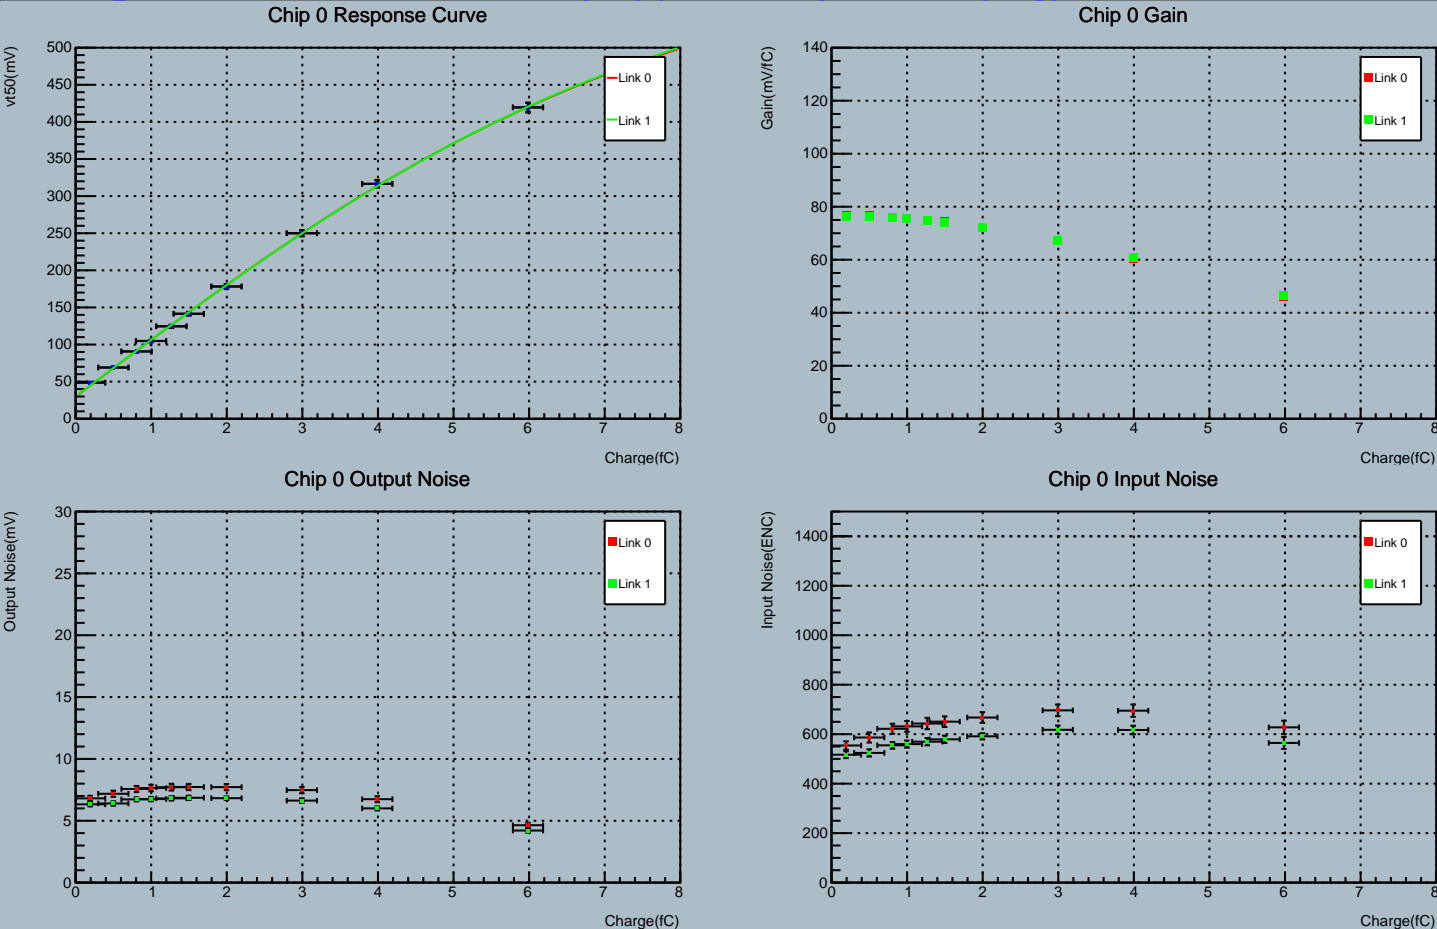 Chip 0 Response Curve
vt50(mV)
500
450
400
350
300
250
200
150
100
50
0
0 1 2 3 4 5 6 7 8
Charge(fC)
Link 0
Link 1
Chip 0 Gain
Gain(mV/fC)
140
120
100
80
60
40
20
0
0 1 2 3 4 5 6 7 8
Charge(fC)
Link 0
Link 1
Chip 0 Output Noise
Output Noise(mV)
30
25
20
15
10
5
0
0 1 2 3 4 5 6 7 8
Charge(fC)
Link 0
Link 1
Chip 0 Input Noise
Input Noise(ENC)
1400
1200
1000
800
600
400
200
0
0 1 2 3 4 5 6 7 8
Charge(fC)
Link 0
Link 1